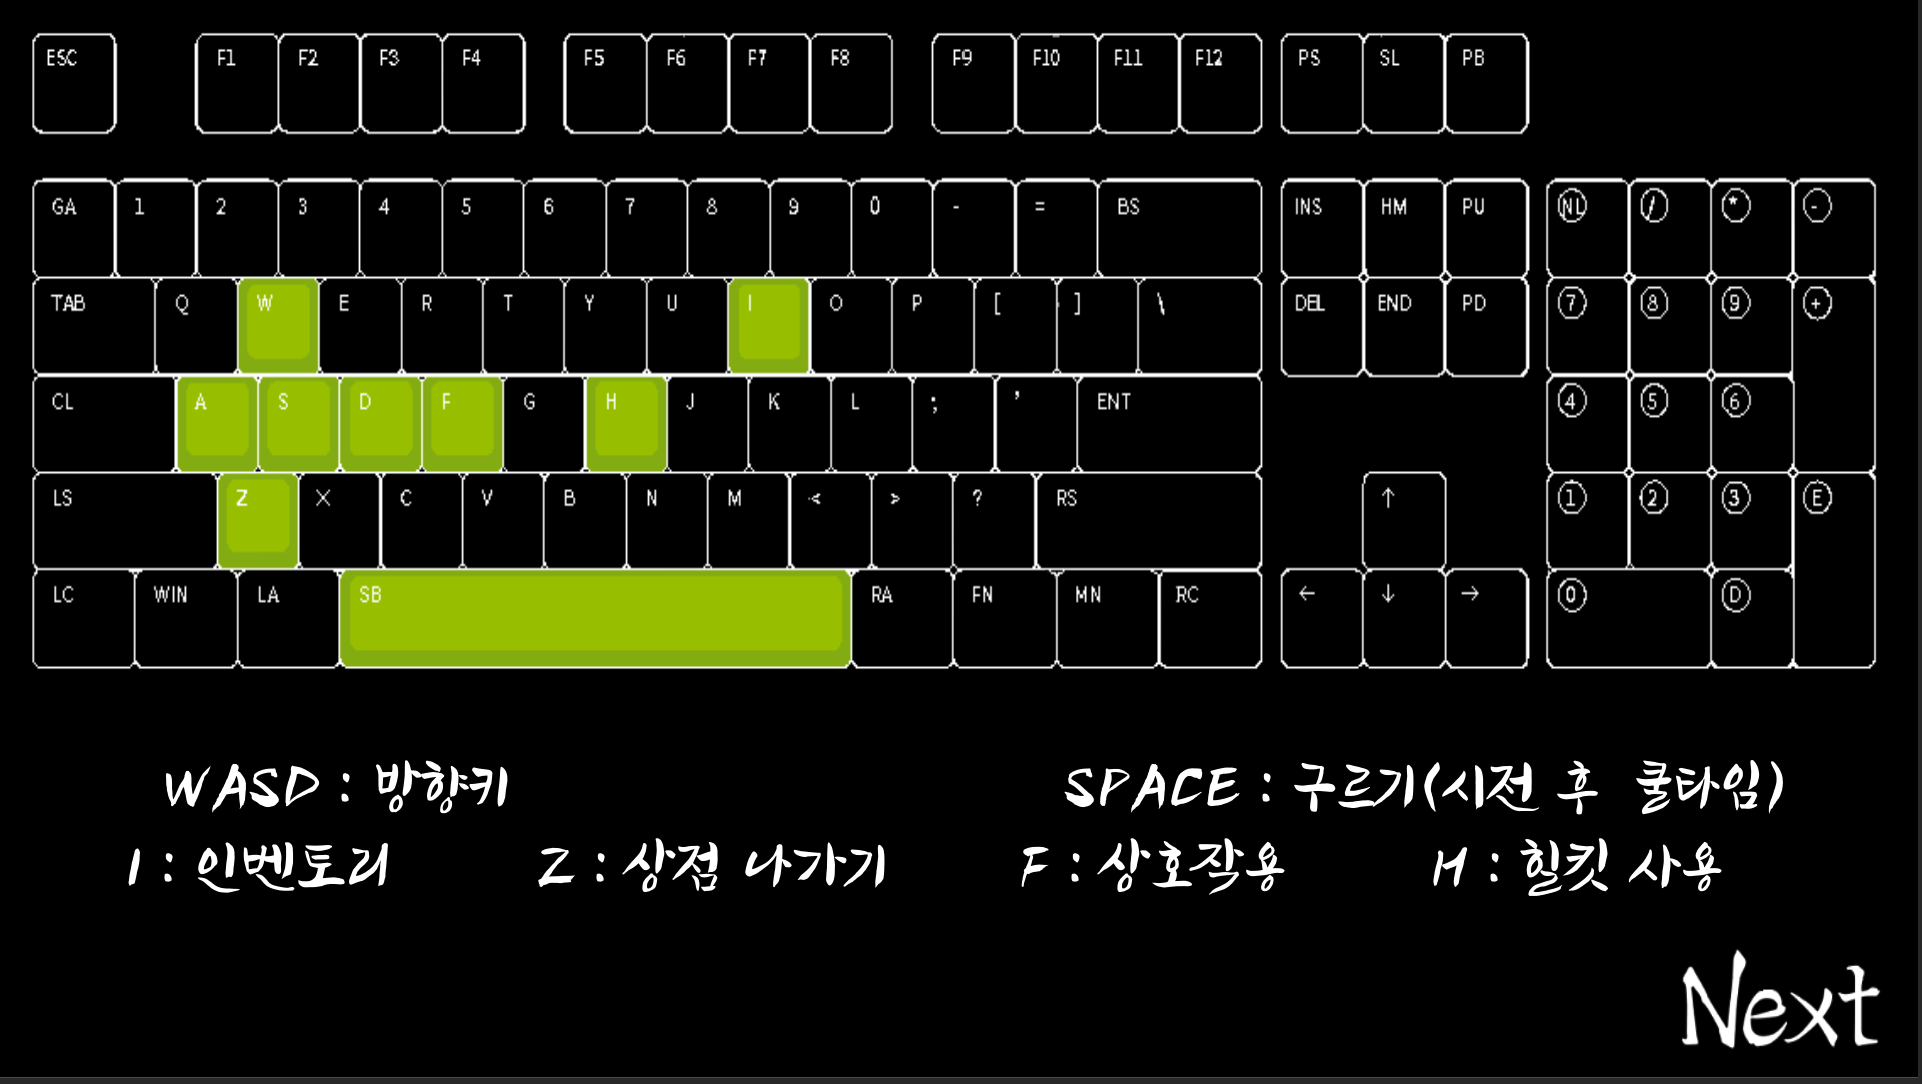 ESC F1 F2 F3 F4 F5 F6 F7 F8 F9 F10 F11 F12 PS SL PB
GA 1 2 3 4 5 6 7 8 9 0 - = BS INS HM PU NL / * -
TAB Q W E R T Y U I O P [ ] \ DEL END PD 7 8 9 +
CL A S D F G H J K L ; ' ENT 4 5 6
LS Z X C V B N M < > ? RS ↑ 1 2 3 E
LC WIN LA SB RA FN MN RC ← ↓ → 0 D
WASD : 방향키 SPACE : 구르기(시전 후 쿨타임)
I : 인벤토리 Z : 상점 나가기 F : 상호작용 H : 힐킷 사용
Next